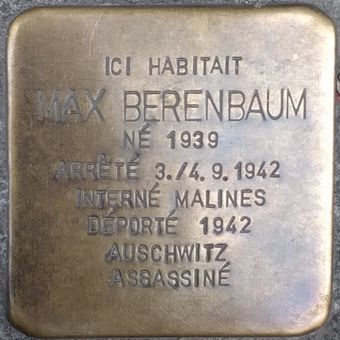 ICI HABITAIT
MAX BERENBAUM
NÉ 1939
ARRÊTÉ 3./4.9.1942
INTERNÉ MALINES
DÉPORTÉ 1942
AUSCHWITZ
ASSASSINÉ